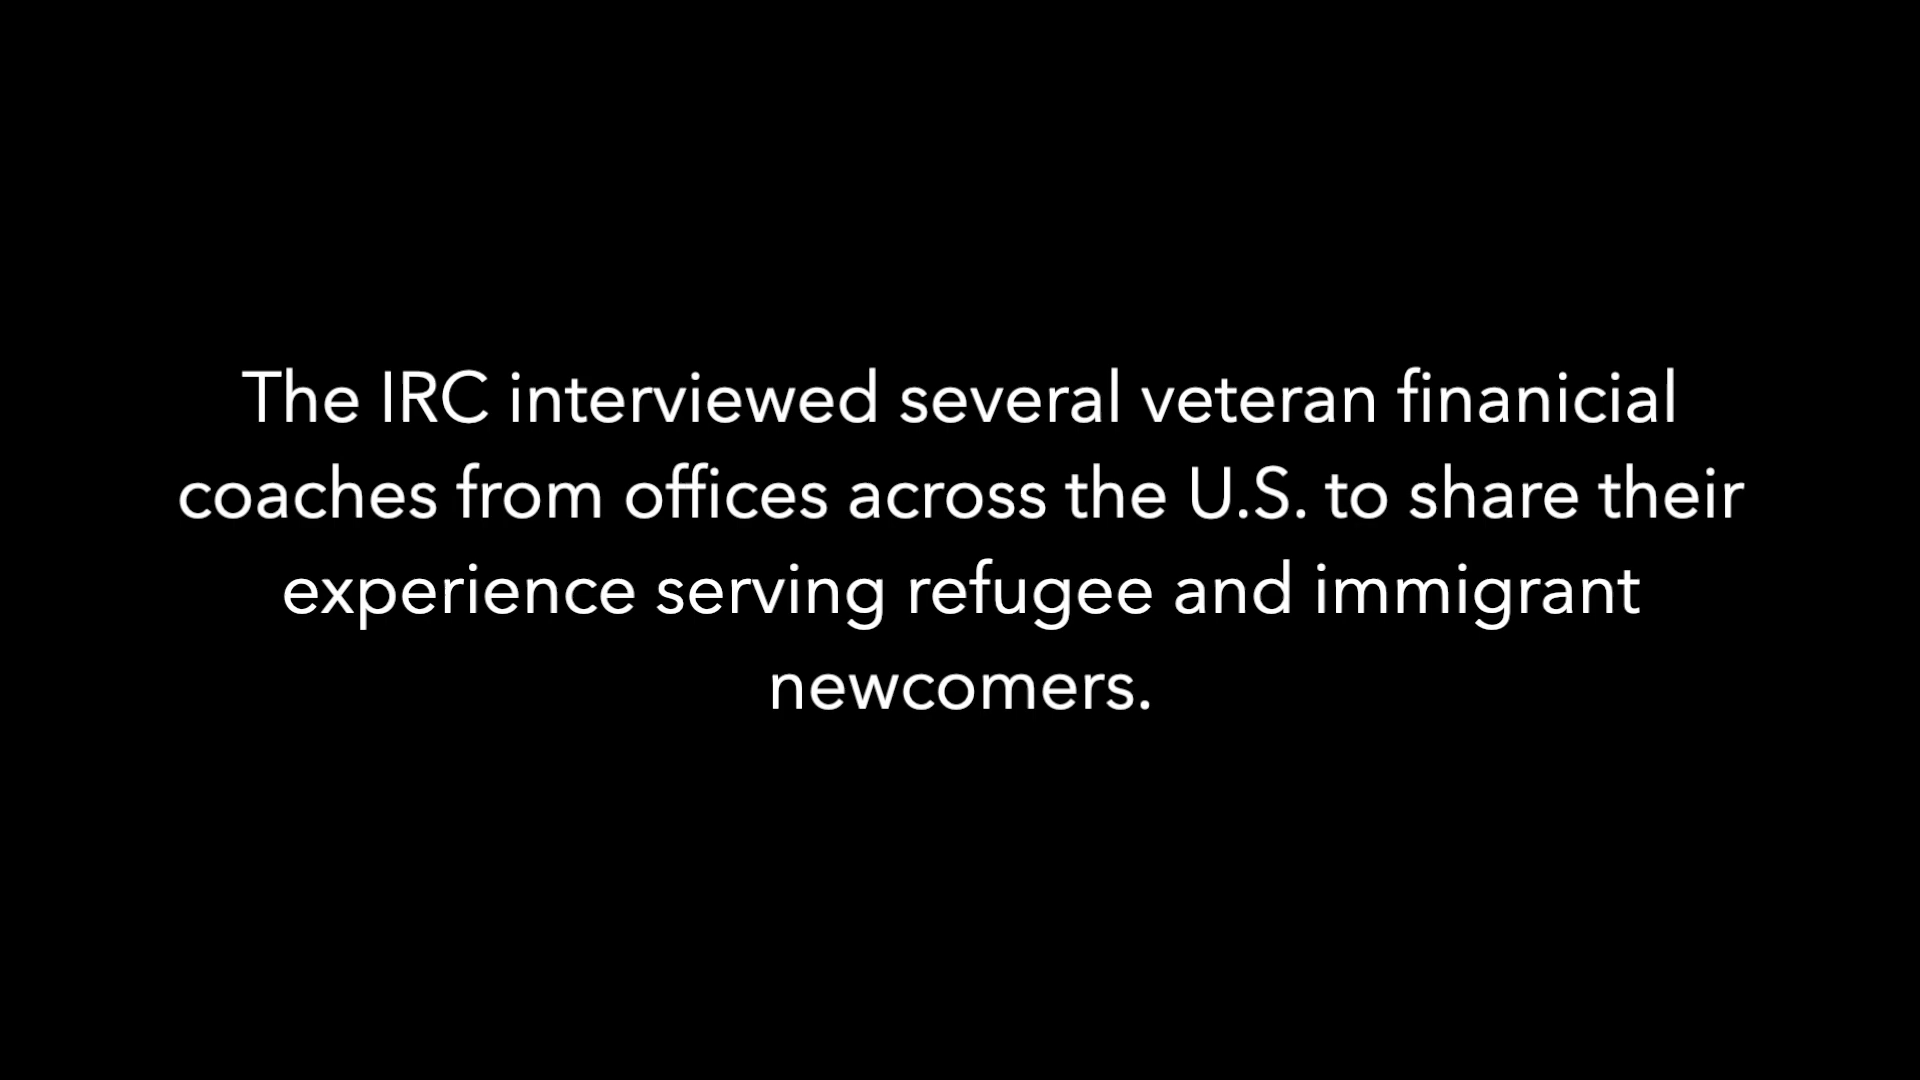 The IRC interviewed several veteran finanicial
coaches from offices across the U.S. to share their
experience serving refugee and immigrant
newcomers.